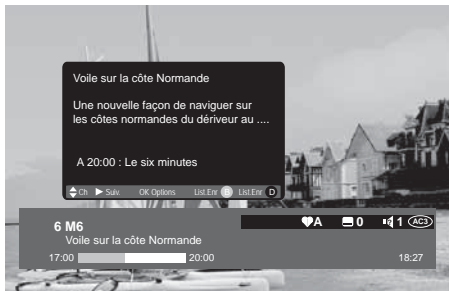 Voile sur la côte Normande
Une nouvelle façon de naviguer sur
les côtes normandes du dériveur au ....
A 20:00 : Le six minutes
Ch Suiv. OK Options List.Enr B List.Enr D
A 0 1 AC3
6 M6
Voile sur la côte Normande
17:00 20:00 18:27